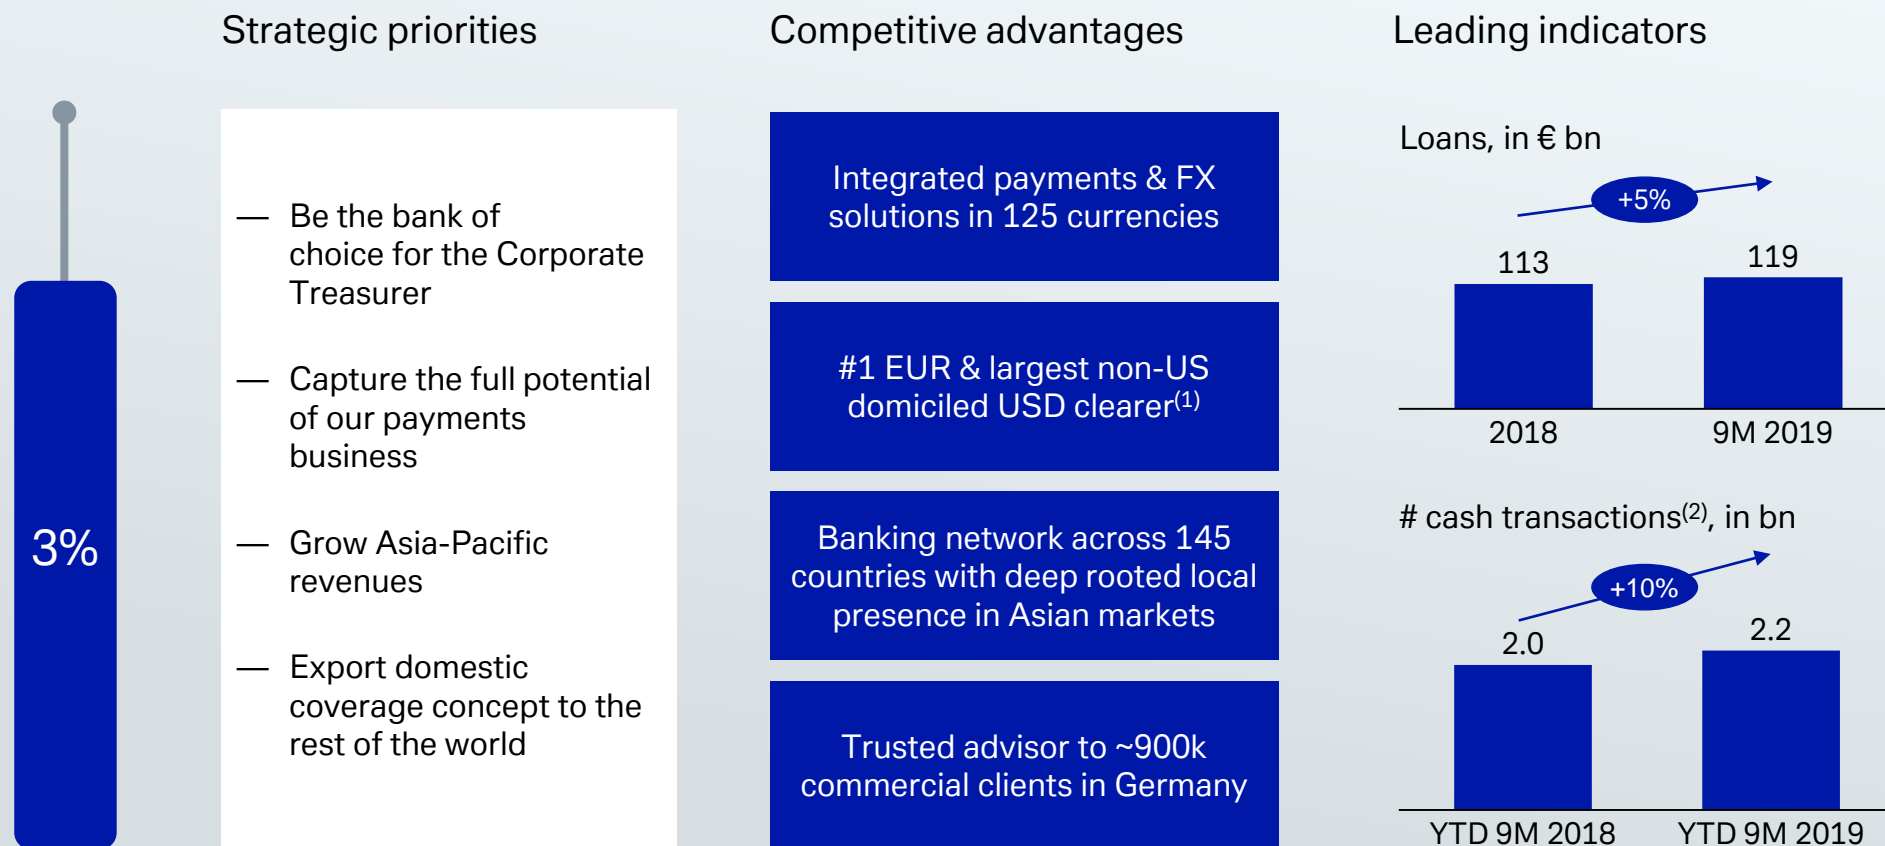 Strategic priorities
Competitive advantages
Leading indicators
3%
— Be the bank of
choice for the Corporate
Treasurer
— Capture the full potential
of our payments
business
— Grow Asia-Pacific
revenues
— Export domestic
coverage concept to the
rest of the world
Integrated payments & FX
solutions in 125 currencies
#1 EUR & largest non-US
domiciled USD clearer(1)
Banking network across 145
countries with deep rooted local
presence in Asian markets
Trusted advisor to ~900k
commercial clients in Germany
Loans, in € bn
+5%
113
119
2018
9M 2019
# cash transactions(2), in bn
+10%
2.0
2.2
YTD 9M 2018
YTD 9M 2019